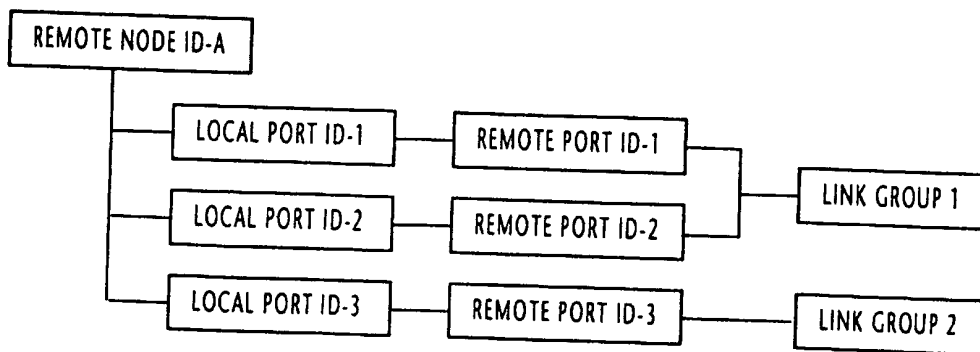 REMOTE NODE ID-A
LOCAL PORT ID-1
REMOTE PORT ID-1
LINK GROUP 1
LOCAL PORT ID-2
REMOTE PORT ID-2
LOCAL PORT ID-3
REMOTE PORT ID-3
LINK GROUP 2